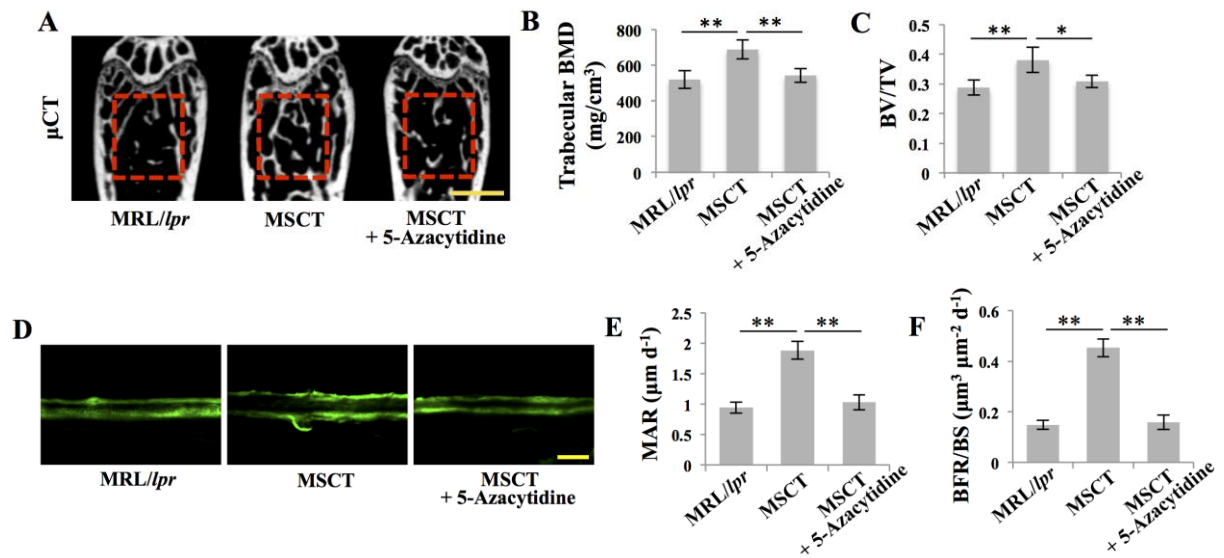 A
µCT
MRL/lpr
MSCT
MSCT
+ 5-Azacytidine
B
Trabecular BMD
(mg/cm³)
800
600
400
200
0
**
**
MRL/lpr
MSCT
MSCT
+ 5-Azacytidine
C
BV/TV
0.5
0.4
0.3
0.2
0.1
0
**
*
MRL/lpr
MSCT
MSCT
+ 5-Azacytidine
D
MRL/lpr
MSCT
MSCT
+ 5-Azacytidine
E
MAR (µm d⁻¹)
2
1.5
1
0.5
0
**
**
MRL/lpr
MSCT
MSCT
+ 5-Azacytidine
F
BFR/BS (µm³ µm⁻² d⁻¹)
0.6
0.4
0.2
0
**
**
MRL/lpr
MSCT
MSCT
+ 5-Azacytidine